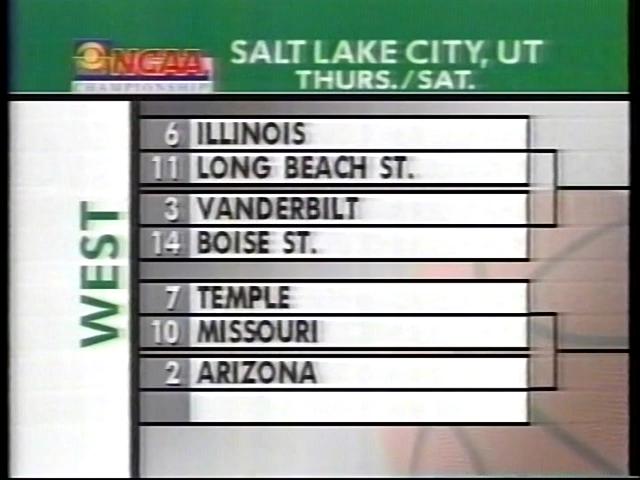 NCAA
CHAMPIONSHIP
SALT LAKE CITY, UT
THURS./SAT.
WEST
6 ILLINOIS
11 LONG BEACH ST.
3 VANDERBILT
14 BOISE ST.
7 TEMPLE
10 MISSOURI
2 ARIZONA